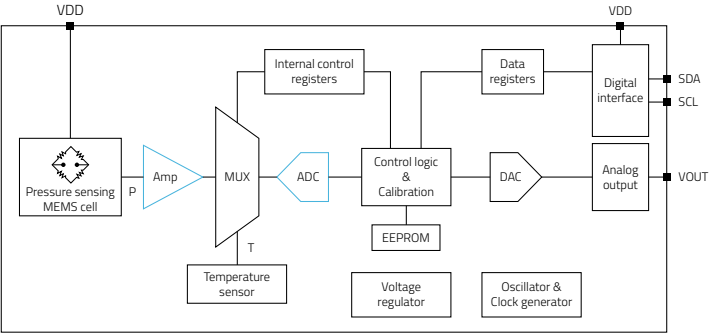 VDD
VDD
Internal control
registers
Data
registers
Digital
interface
SDA
SCL
Pressure sensing
MEMS cell
P
Amp
MUX
ADC
Control logic
&
Calibration
DAC
Analog
output
VOUT
EEPROM
T
Temperature
sensor
Voltage
regulator
Oscillator &
Clock generator